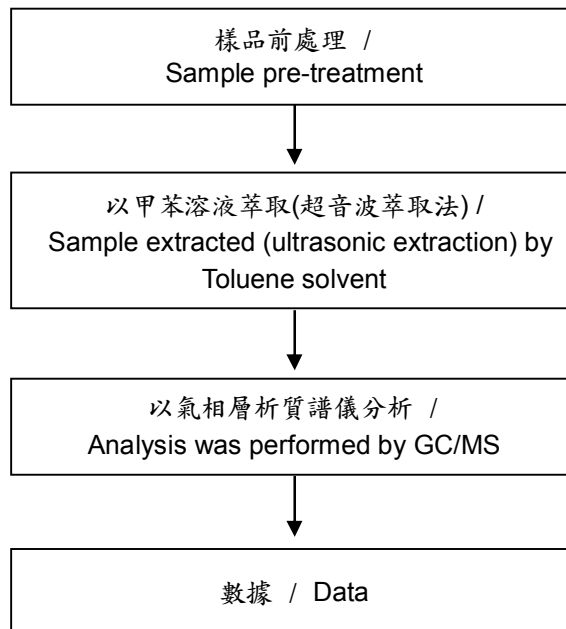 樣品前處理 /
Sample pre-treatment
以甲苯溶液萃取(超音波萃取法) /
Sample extracted (ultrasonic extraction) by
Toluene solvent
以氣相層析質譜儀分析 /
Analysis was performed by GC/MS
數據 / Data